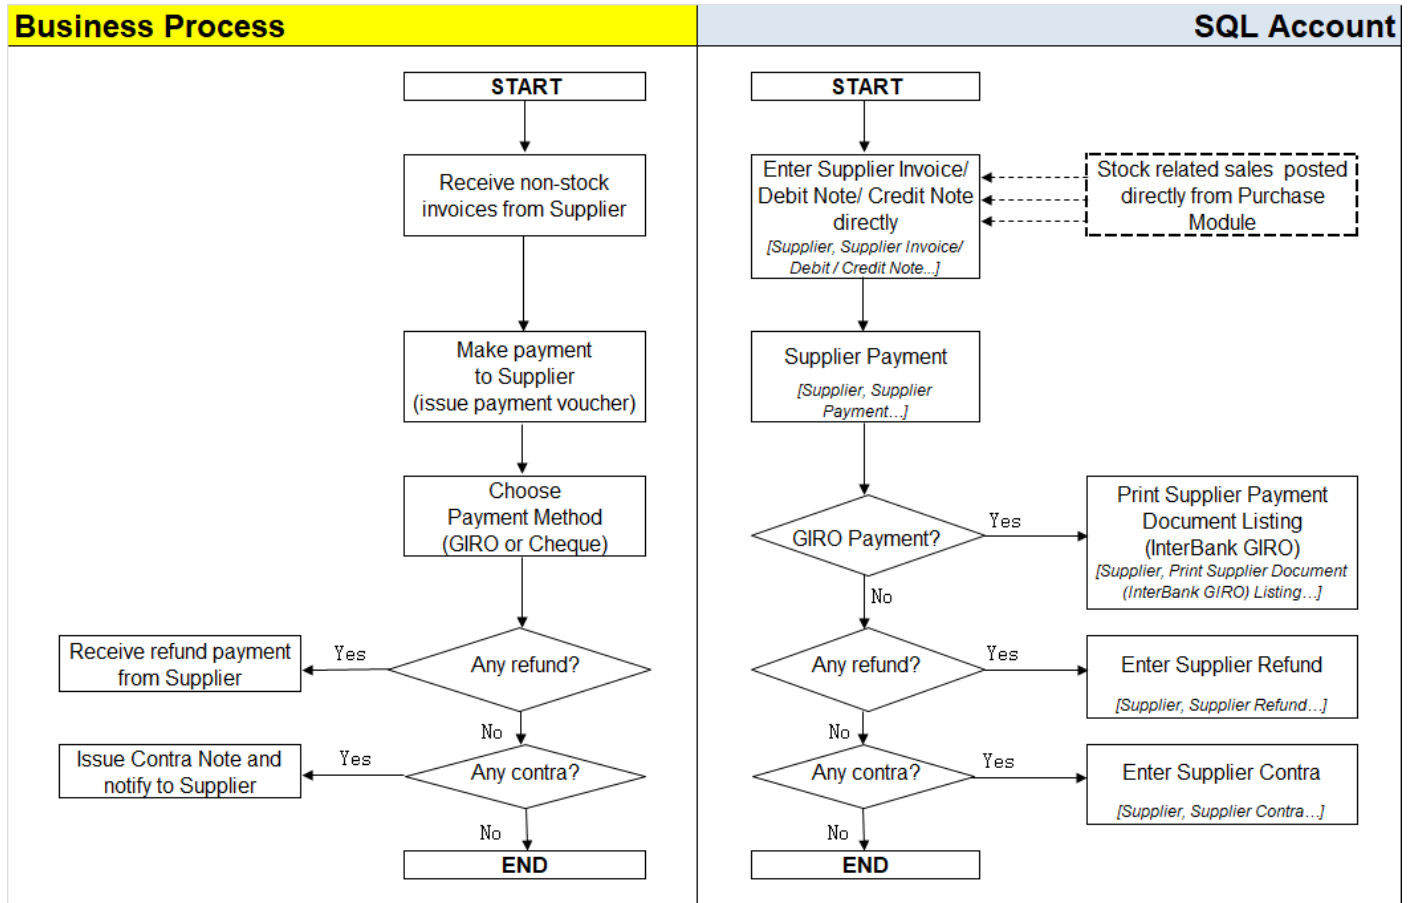 Business Process
SQL Account
START
Receive non-stock
invoices from Supplier
Make payment
to Supplier
(issue payment voucher)
Choose
Payment Method
(GIRO or Cheque)
Any refund?
Yes
Receive refund payment
from Supplier
No
Any contra?
Yes
Issue Contra Note and
notify to Supplier
No
END
START
Enter Supplier Invoice/
Debit Note/ Credit Note
directly
[Supplier, Supplier Invoice/
Debit / Credit Note...]
Stock related sales posted
directly from Purchase
Module
Supplier Payment
[Supplier, Supplier
Payment...]
GIRO Payment?
Yes
Print Supplier Payment
Document Listing
(InterBank GIRO)
[Supplier, Print Supplier Document
(InterBank GIRO) Listing...]
No
Any refund?
Yes
Enter Supplier Refund
[Supplier, Supplier Refund...]
No
Any contra?
Yes
Enter Supplier Contra
[Supplier, Supplier Contra...]
No
END